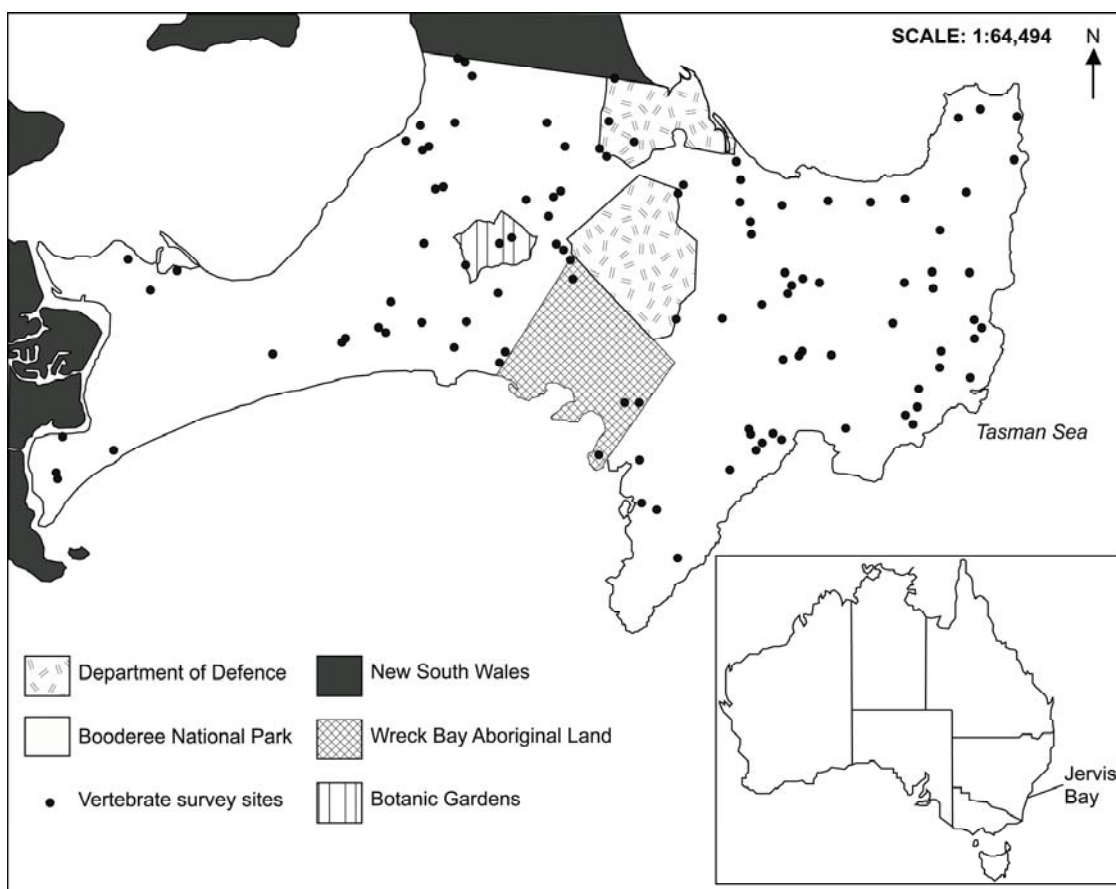 SCALE: 1:64,494
N
Tasman Sea
Department of Defence
New South Wales
Booderee National Park
Wreck Bay Aboriginal Land
Vertebrate survey sites
Botanic Gardens
Jervis
Bay